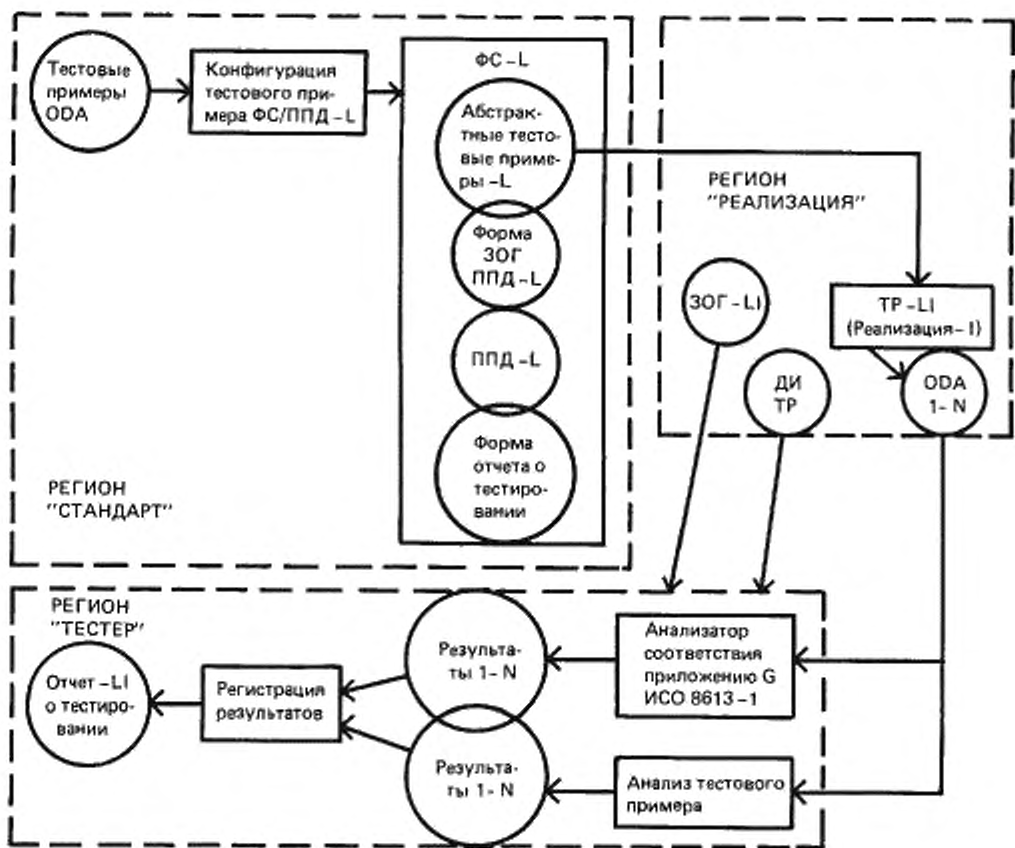 Тестовые
примеры
ODA
Конфигурация
тестового при-
мера ФС/ППД-L
ФС-L
Абстрак-
тные тесто-
вые приме-
ры-L
Форма
ЗОГ
ППД-L
ППД-L
Форма
отчета о
тестиро-
вании
РЕГИОН
"СТАНДАРТ"
РЕГИОН
"РЕАЛИЗАЦИЯ"
ЗОГ-LI
ТР-LI
(Реализация-I)
ДИ
ТР
ODA
1-N
РЕГИОН
"ТЕСТЕР"
Отчет-LI
о тестиро-
вании
Регистрация
результатов
Результа-
ты 1-N
Результа-
ты 1-N
Анализатор
соответствия
приложению G
ИСО 8613-1
Анализ тестового
примера